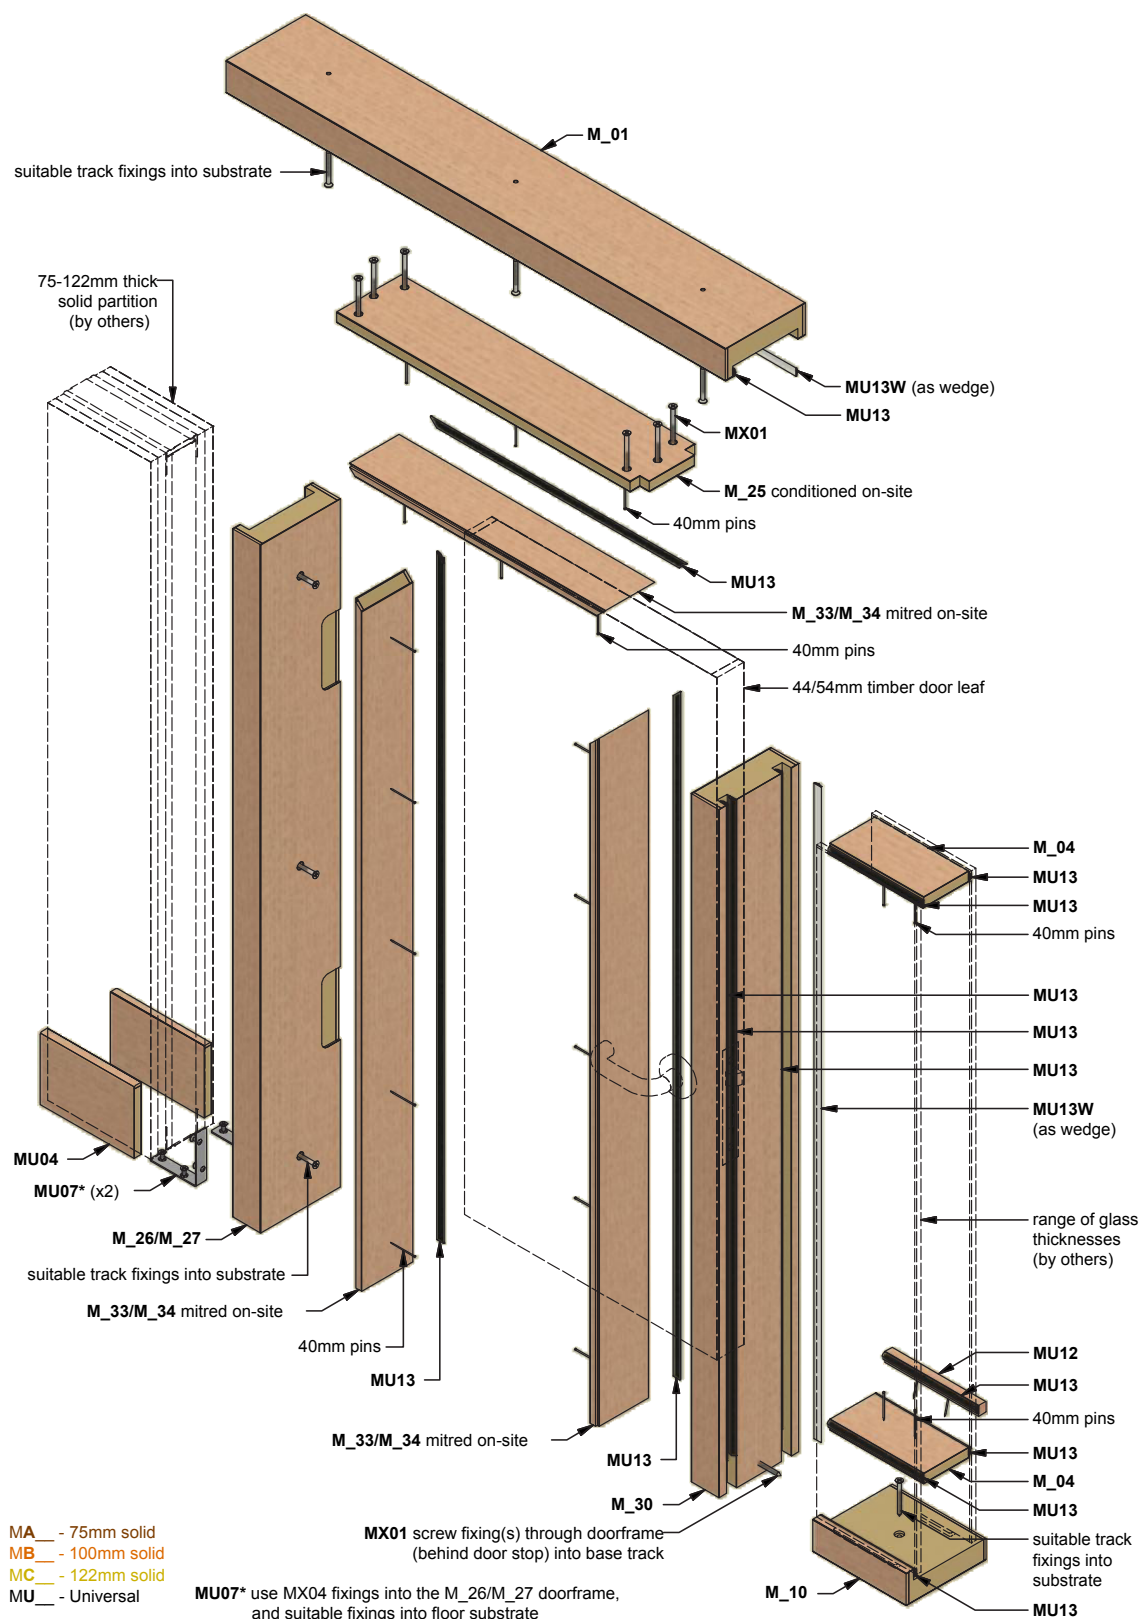 M_01
suitable track fixings into substrate
75-122mm thick
solid partition
(by others)
MU13W (as wedge)
MU13
MX01
M_25 conditioned on-site
40mm pins
MU13
M_33/M_34 mitred on-site
40mm pins
44/54mm timber door leaf
M_04
MU13
MU13
40mm pins
MU13
MU13
MU13
MU13W
(as wedge)
MU04
MU07* (x2)
M_26/M_27
suitable track fixings into substrate
M_33/M_34 mitred on-site
40mm pins
MU13
range of glass
thicknesses
(by others)
MU12
MU13
40mm pins
MU13
M_04
MU13
M_33/M_34 mitred on-site
MU13
M_30
MX01 screw fixing(s) through doorframe
(behind door stop) into base track
suitable track
fixings into
substrate
M_10
MU13
MA__ - 75mm solid
MB__ - 100mm solid
MC__ - 122mm solid
MU__ - Universal
MU07* use MX04 fixings into the M_26/M_27 doorframe,
and suitable fixings into floor substrate